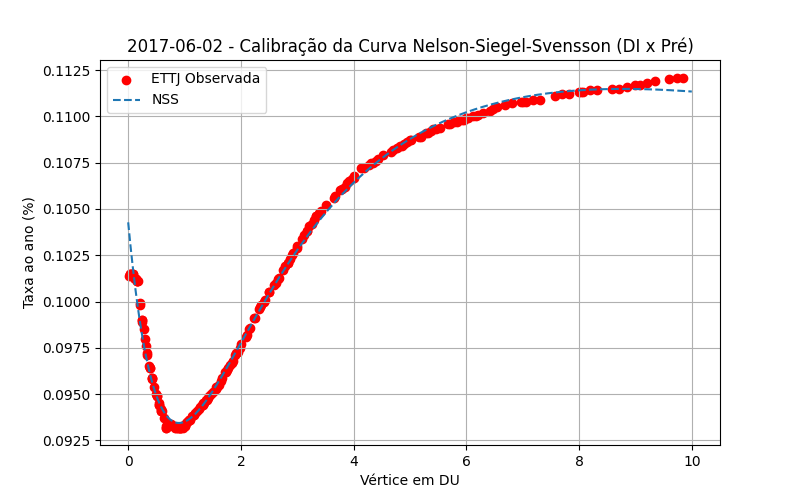 2017-06-02 - Calibração da Curva Nelson-Siegel-Svensson (DI x Pré)
ETTJ Observada
NSS
Taxa ao ano (%)
0.1125
0.1100
0.1075
0.1050
0.1025
0.1000
0.0975
0.0950
0.0925
0 2 4 6 8 10
Vértice em DU